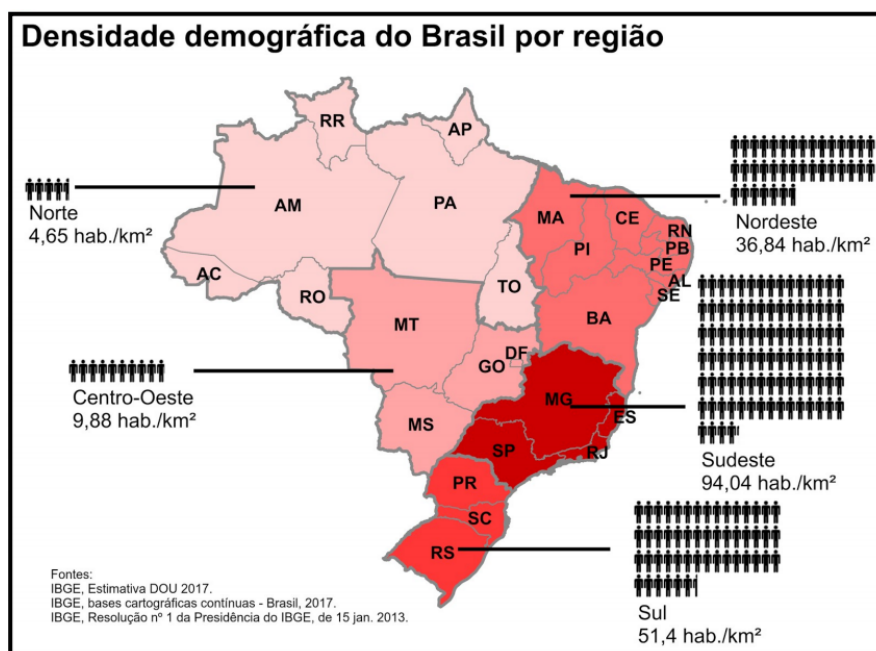 Densidade demográfica do Brasil por região
RR
AP
Norte
4,65 hab./km²
AM
PA
MA
CE
RN
PB
PI
PE
AL
SE
Nordeste
36,84 hab./km²
AC
RO
TO
BA
MT
DF
GO
Centro-Oeste
9,88 hab./km²
MS
MG
ES
SP
RJ
Sudeste
94,04 hab./km²
PR
SC
RS
Sul
51,4 hab./km²
Fontes:
IBGE, Estimativa DOU 2017.
IBGE, bases cartográficas contínuas - Brasil, 2017.
IBGE, Resolução nº 1 da Presidência do IBGE, de 15 jan. 2013.